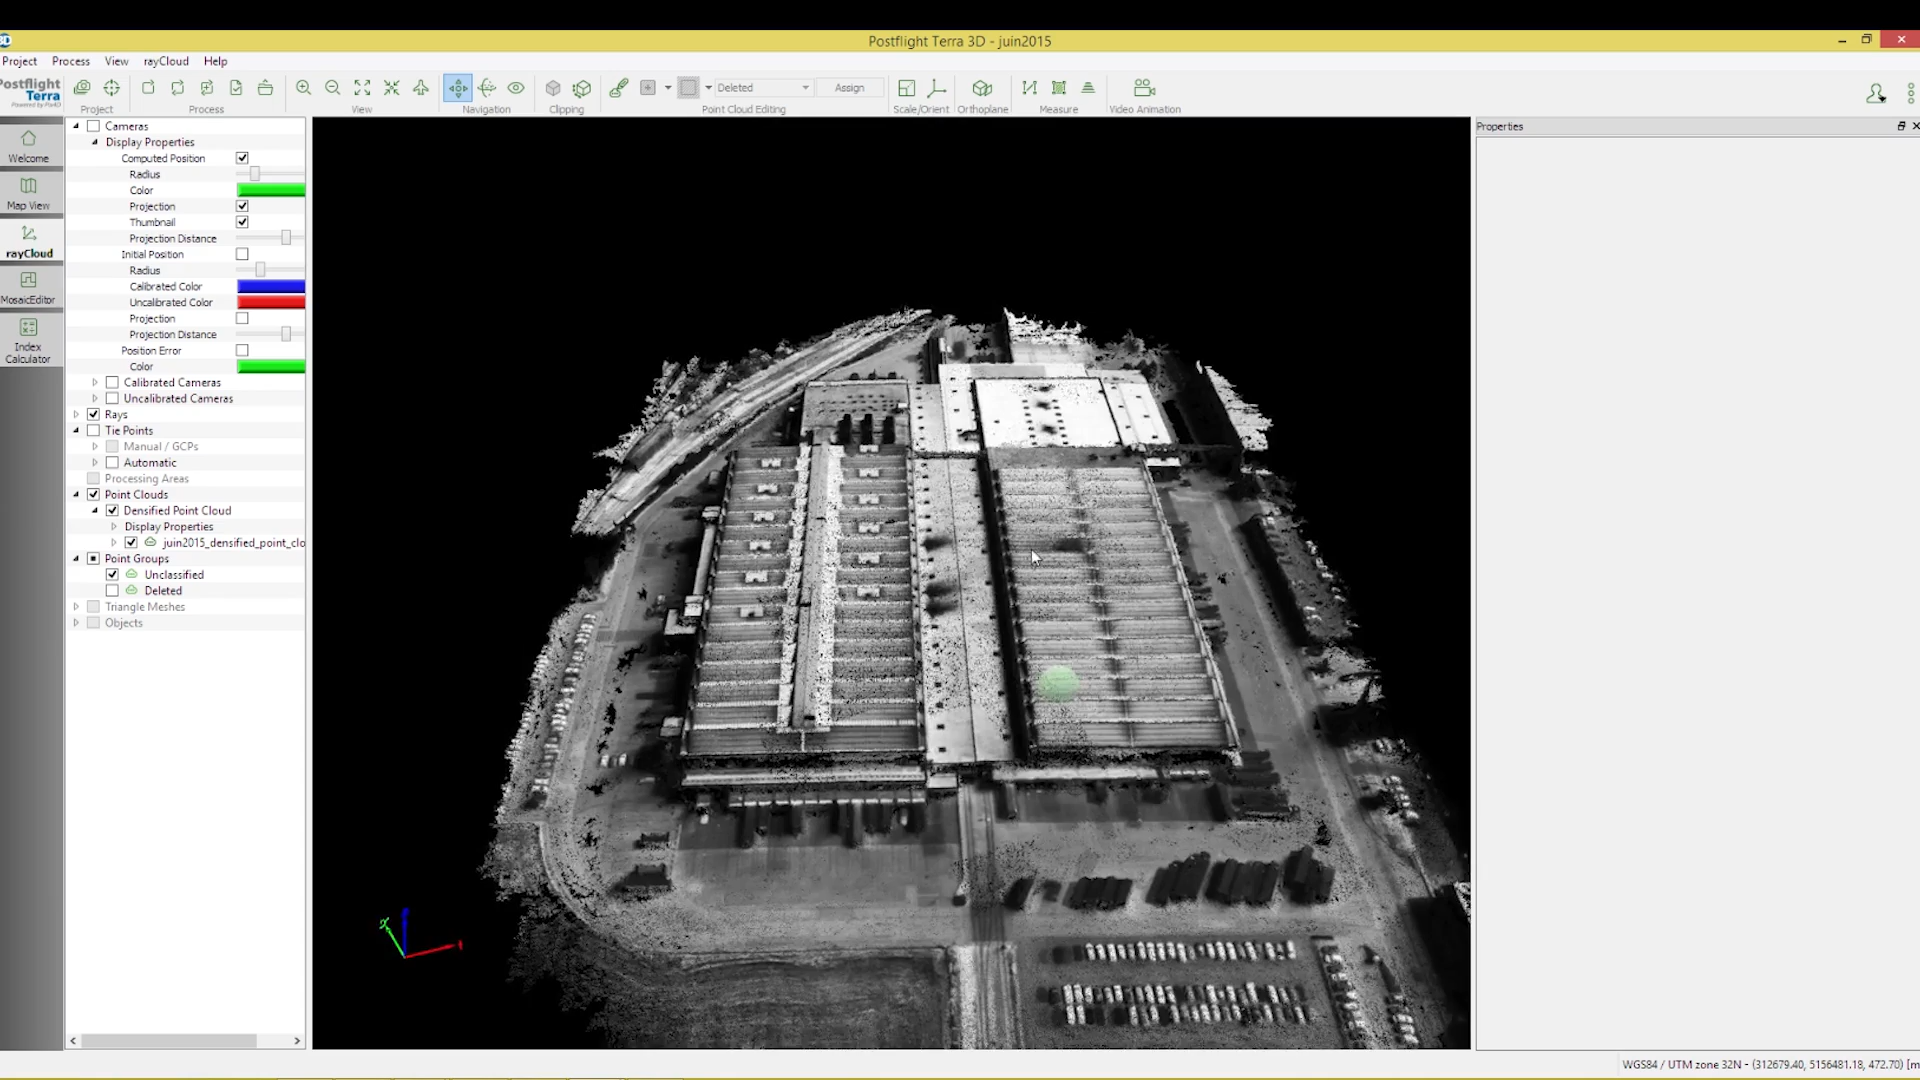 Postflight Terra 3D - juin2015
Project Process View rayCloud Help
Postflight
Terra
Powered by Pix4D
Deleted
Assign
Project Process View Navigation Clipping Point Cloud Editing Scale/Orient Orthoplane Measure Video Animation
Welcome
Map View
rayCloud
MosaicEditor
Index
Calculator
Cameras
Display Properties
Computed Position
Radius
Color
Projection
Thumbnail
Projection Distance
Initial Position
Radius
Calibrated Color
Uncalibrated Color
Projection
Projection Distance
Position Error
Color
Calibrated Cameras
Uncalibrated Cameras
Rays
Tie Points
Manual / GCPs
Automatic
Processing Areas
Point Clouds
Densified Point Cloud
Display Properties
juin2015_densified_point_clo
Point Groups
Unclassified
Deleted
Triangle Meshes
Objects
Properties
WGS84 / UTM zone 32N - (312679.40, 5156481.18, 472.70) [m